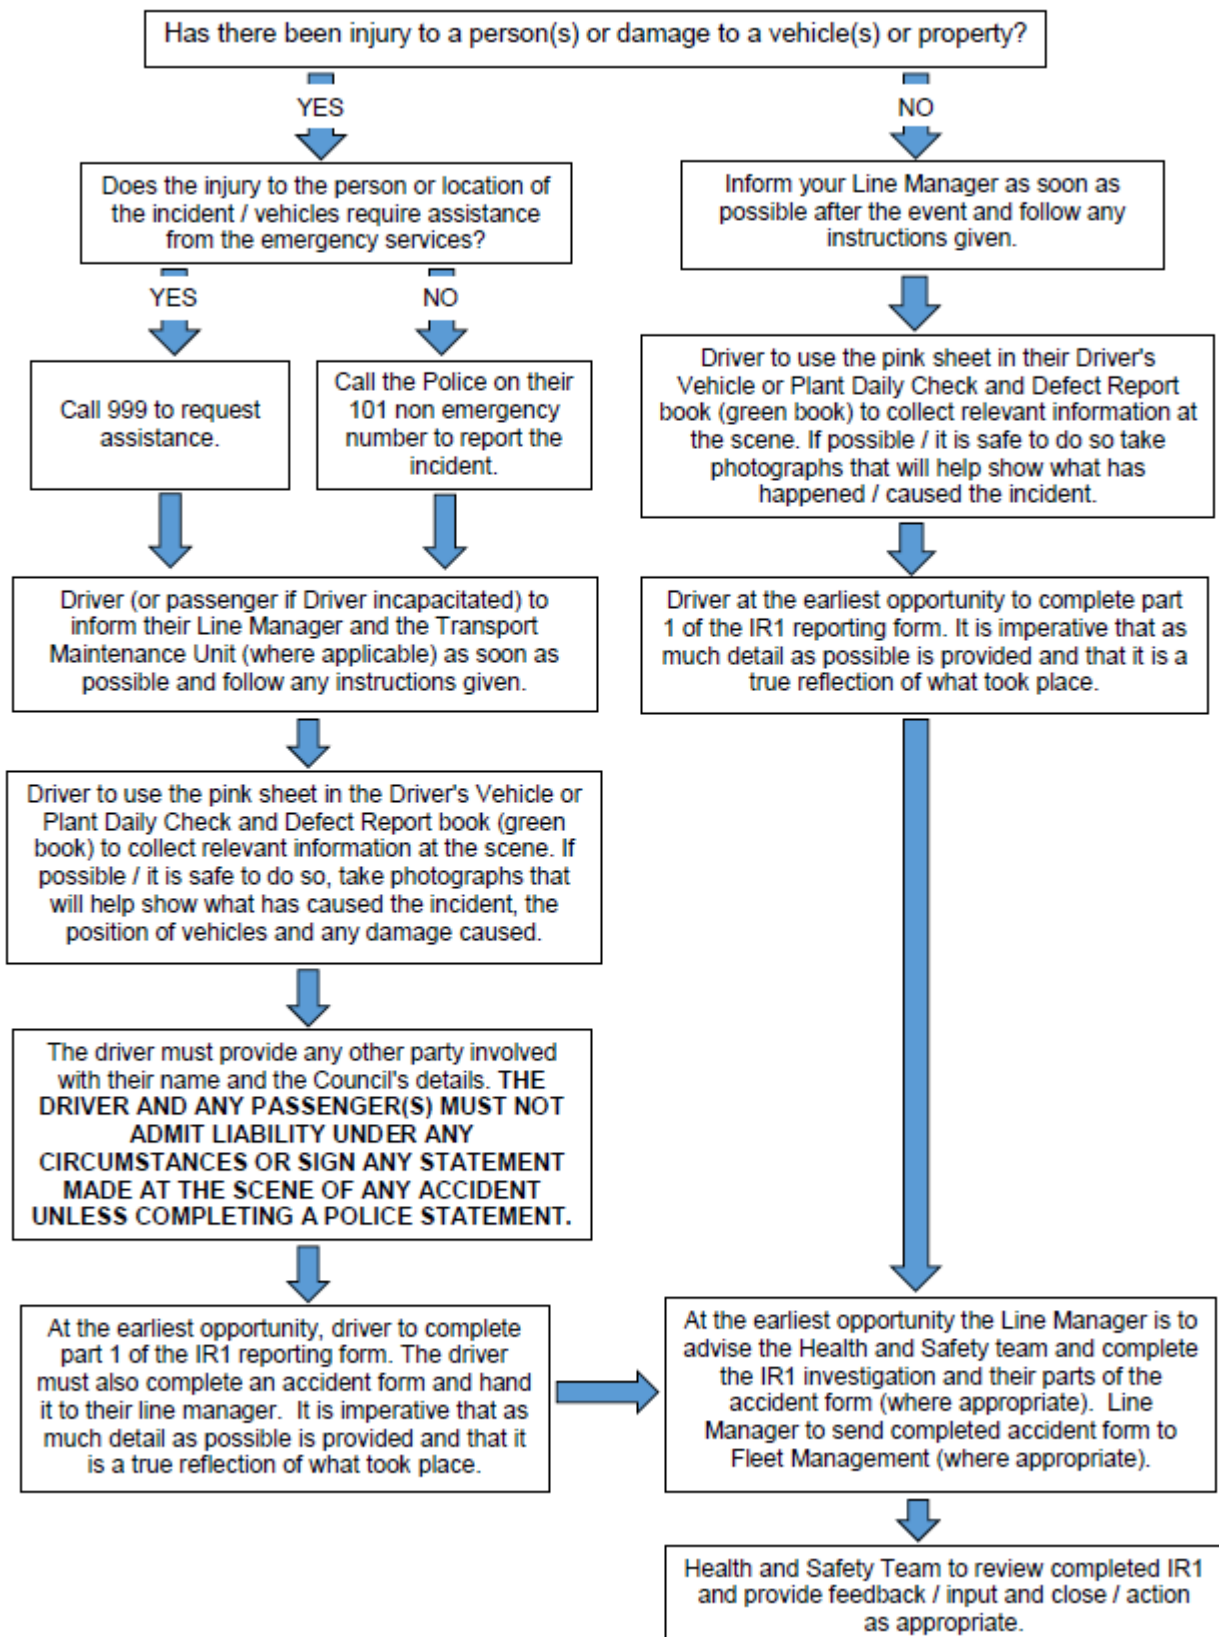 Has there been injury to a person(s) or damage to a vehicle(s) or property?
YES
NO
Does the injury to the person or location of
the incident / vehicles require assistance
from the emergency services?
Inform your Line Manager as soon as
possible after the event and follow any
instructions given.
YES
NO
Call 999 to request
assistance.
Call the Police on their
101 non emergency
number to report the
incident.
Driver to use the pink sheet in their Driver's
Vehicle or Plant Daily Check and Defect Report
book (green book) to collect relevant information at
the scene. If possible / it is safe to do so take
photographs that will help show what has
happened / caused the incident.
Driver (or passenger if Driver incapacitated) to
inform their Line Manager and the Transport
Maintenance Unit (where applicable) as soon as
possible and follow any instructions given.
Driver at the earliest opportunity to complete part
1 of the IR1 reporting form. It is imperative that as
much detail as possible is provided and that it is a
true reflection of what took place.
Driver to use the pink sheet in the Driver's Vehicle or
Plant Daily Check and Defect Report book (green
book) to collect relevant information at the scene. If
possible / it is safe to do so, take photographs that
will help show what has caused the incident, the
position of vehicles and any damage caused.
The driver must provide any other party involved
with their name and the Council's details. THE
DRIVER AND ANY PASSENGER(S) MUST NOT
ADMIT LIABILITY UNDER ANY
CIRCUMSTANCES OR SIGN ANY STATEMENT
MADE AT THE SCENE OF ANY ACCIDENT
UNLESS COMPLETING A POLICE STATEMENT.
At the earliest opportunity, driver to complete
part 1 of the IR1 reporting form. The driver
must also complete an accident form and hand
it to their line manager. It is imperative that as
much detail as possible is provided and that it
is a true reflection of what took place.
At the earliest opportunity the Line Manager is to
advise the Health and Safety team and complete
the IR1 investigation and their parts of the
accident form (where appropriate). Line
Manager to send completed accident form to
Fleet Management (where appropriate).
Health and Safety Team to review completed IR1
and provide feedback / input and close / action
as appropriate.